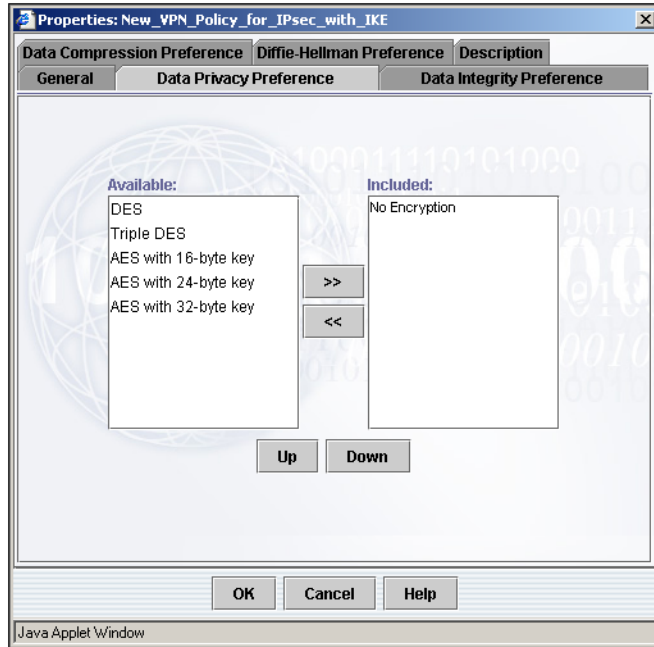 Properties: New_VPN_Policy_for_IPsec_with_IKE
Data Compression Preference Diffie-Hellman Preference Description
General Data Privacy Preference Data Integrity Preference
Available:
Included:
DES
Triple DES
AES with 16-byte key
AES with 24-byte key
AES with 32-byte key
No Encryption
>>
<<
Up Down
OK Cancel Help
Java Applet Window